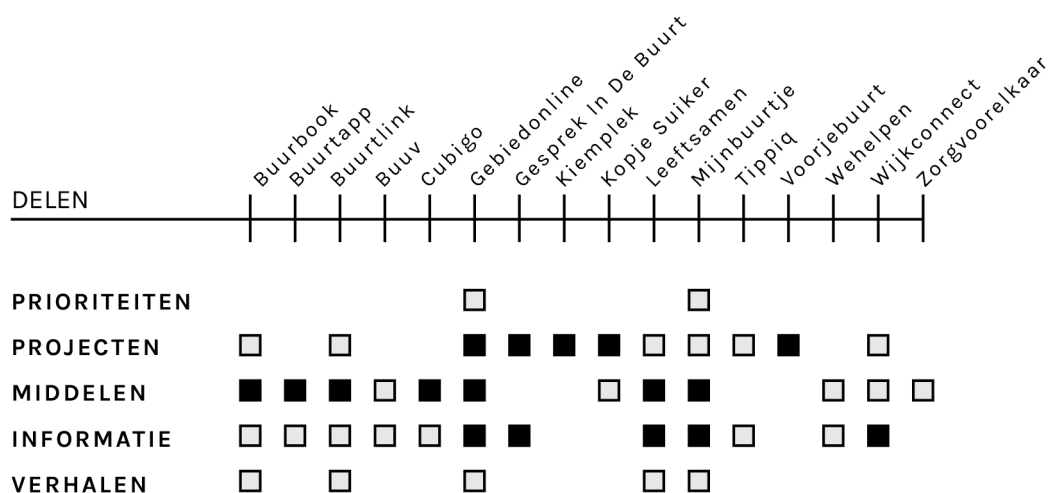 Buurbook
Buurtapp
Buurtlink
Buuv
Cubigo
Gebiedonline
Gesprek In De Buurt
Kiemplek
Kopje Suiker
Leeftsamen
Mijnbuurtje
Tippiq
Voorjebuurt
Wehelpen
Wijkconnect
Zorgvoorelkaar
DELEN
PRIORITEITEN
PROJECTEN
MIDDELEN
INFORMATIE
VERHALEN